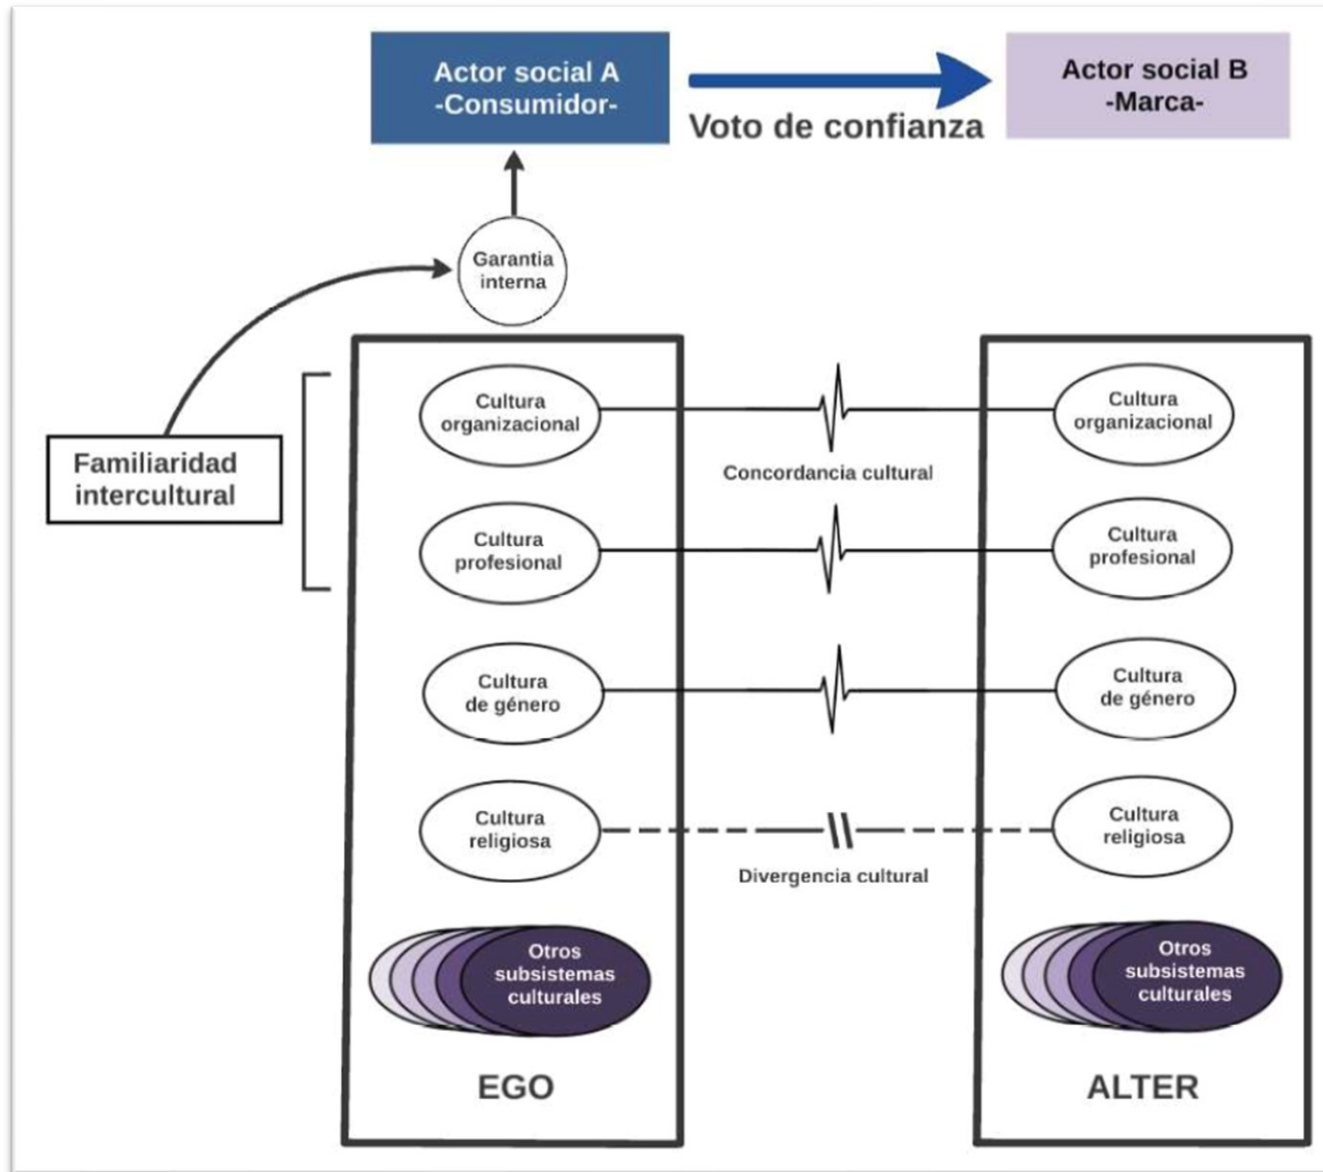 Actor social A
-Consumidor-
Voto de confianza
Actor social B
-Marca-
Garantia
interna
Familiaridad
intercultural
Cultura
organizacional
Concordancia cultural
Cultura
organizacional
Cultura
profesional
Cultura
profesional
Cultura
de género
Cultura
de género
Cultura
religiosa
Divergencia cultural
Cultura
religiosa
Otros
subsistemas
culturales
Otros
subsistemas
culturales
EGO
ALTER